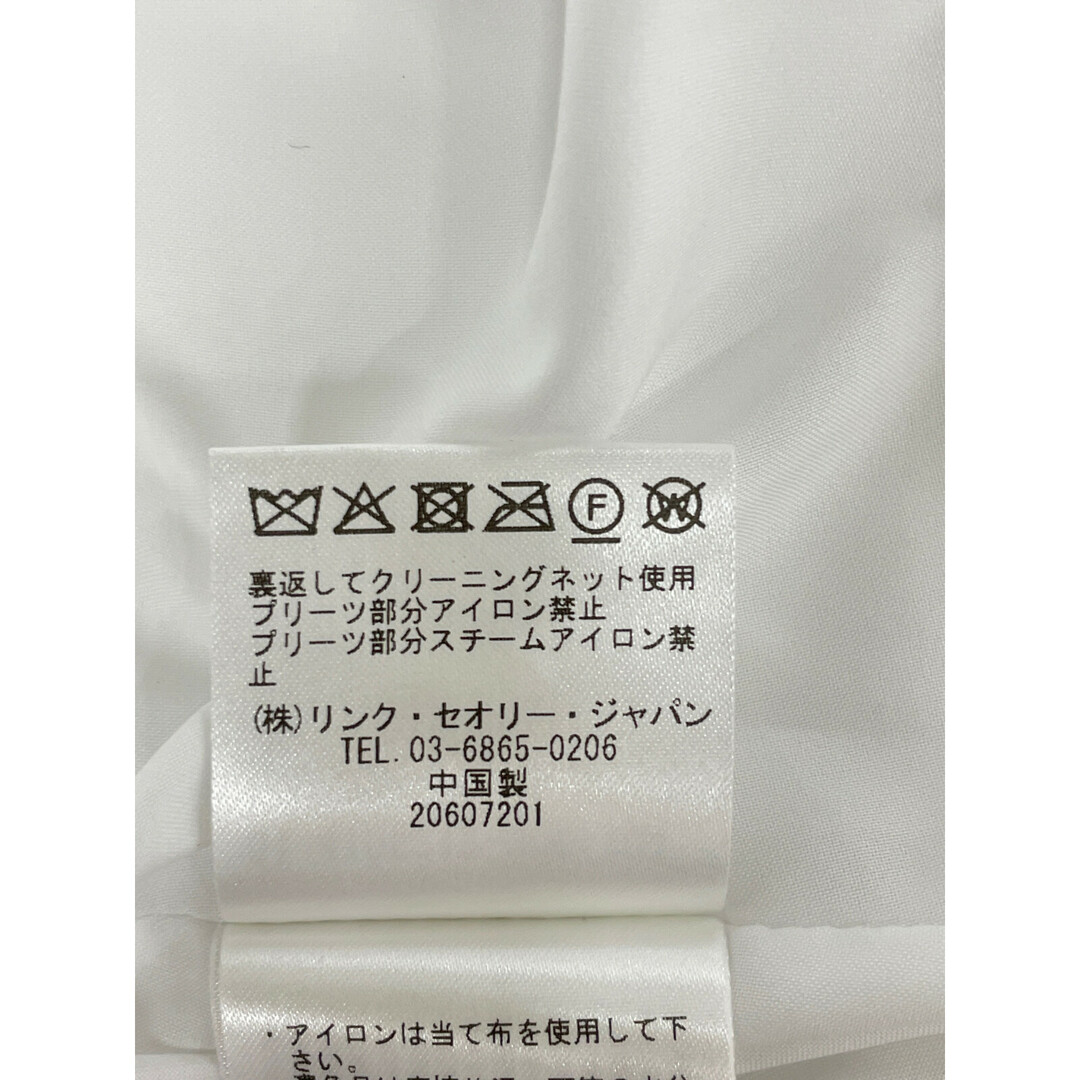 F W
裏返してクリーニングネット使用
プリーツ部分アイロン禁止
プリーツ部分スチームアイロン禁
止
(株)リンク・セオリー・ジャパン
TEL. 03-6865-0206
中国製
20607201
・アイロンは当て布を使用して下
さい。